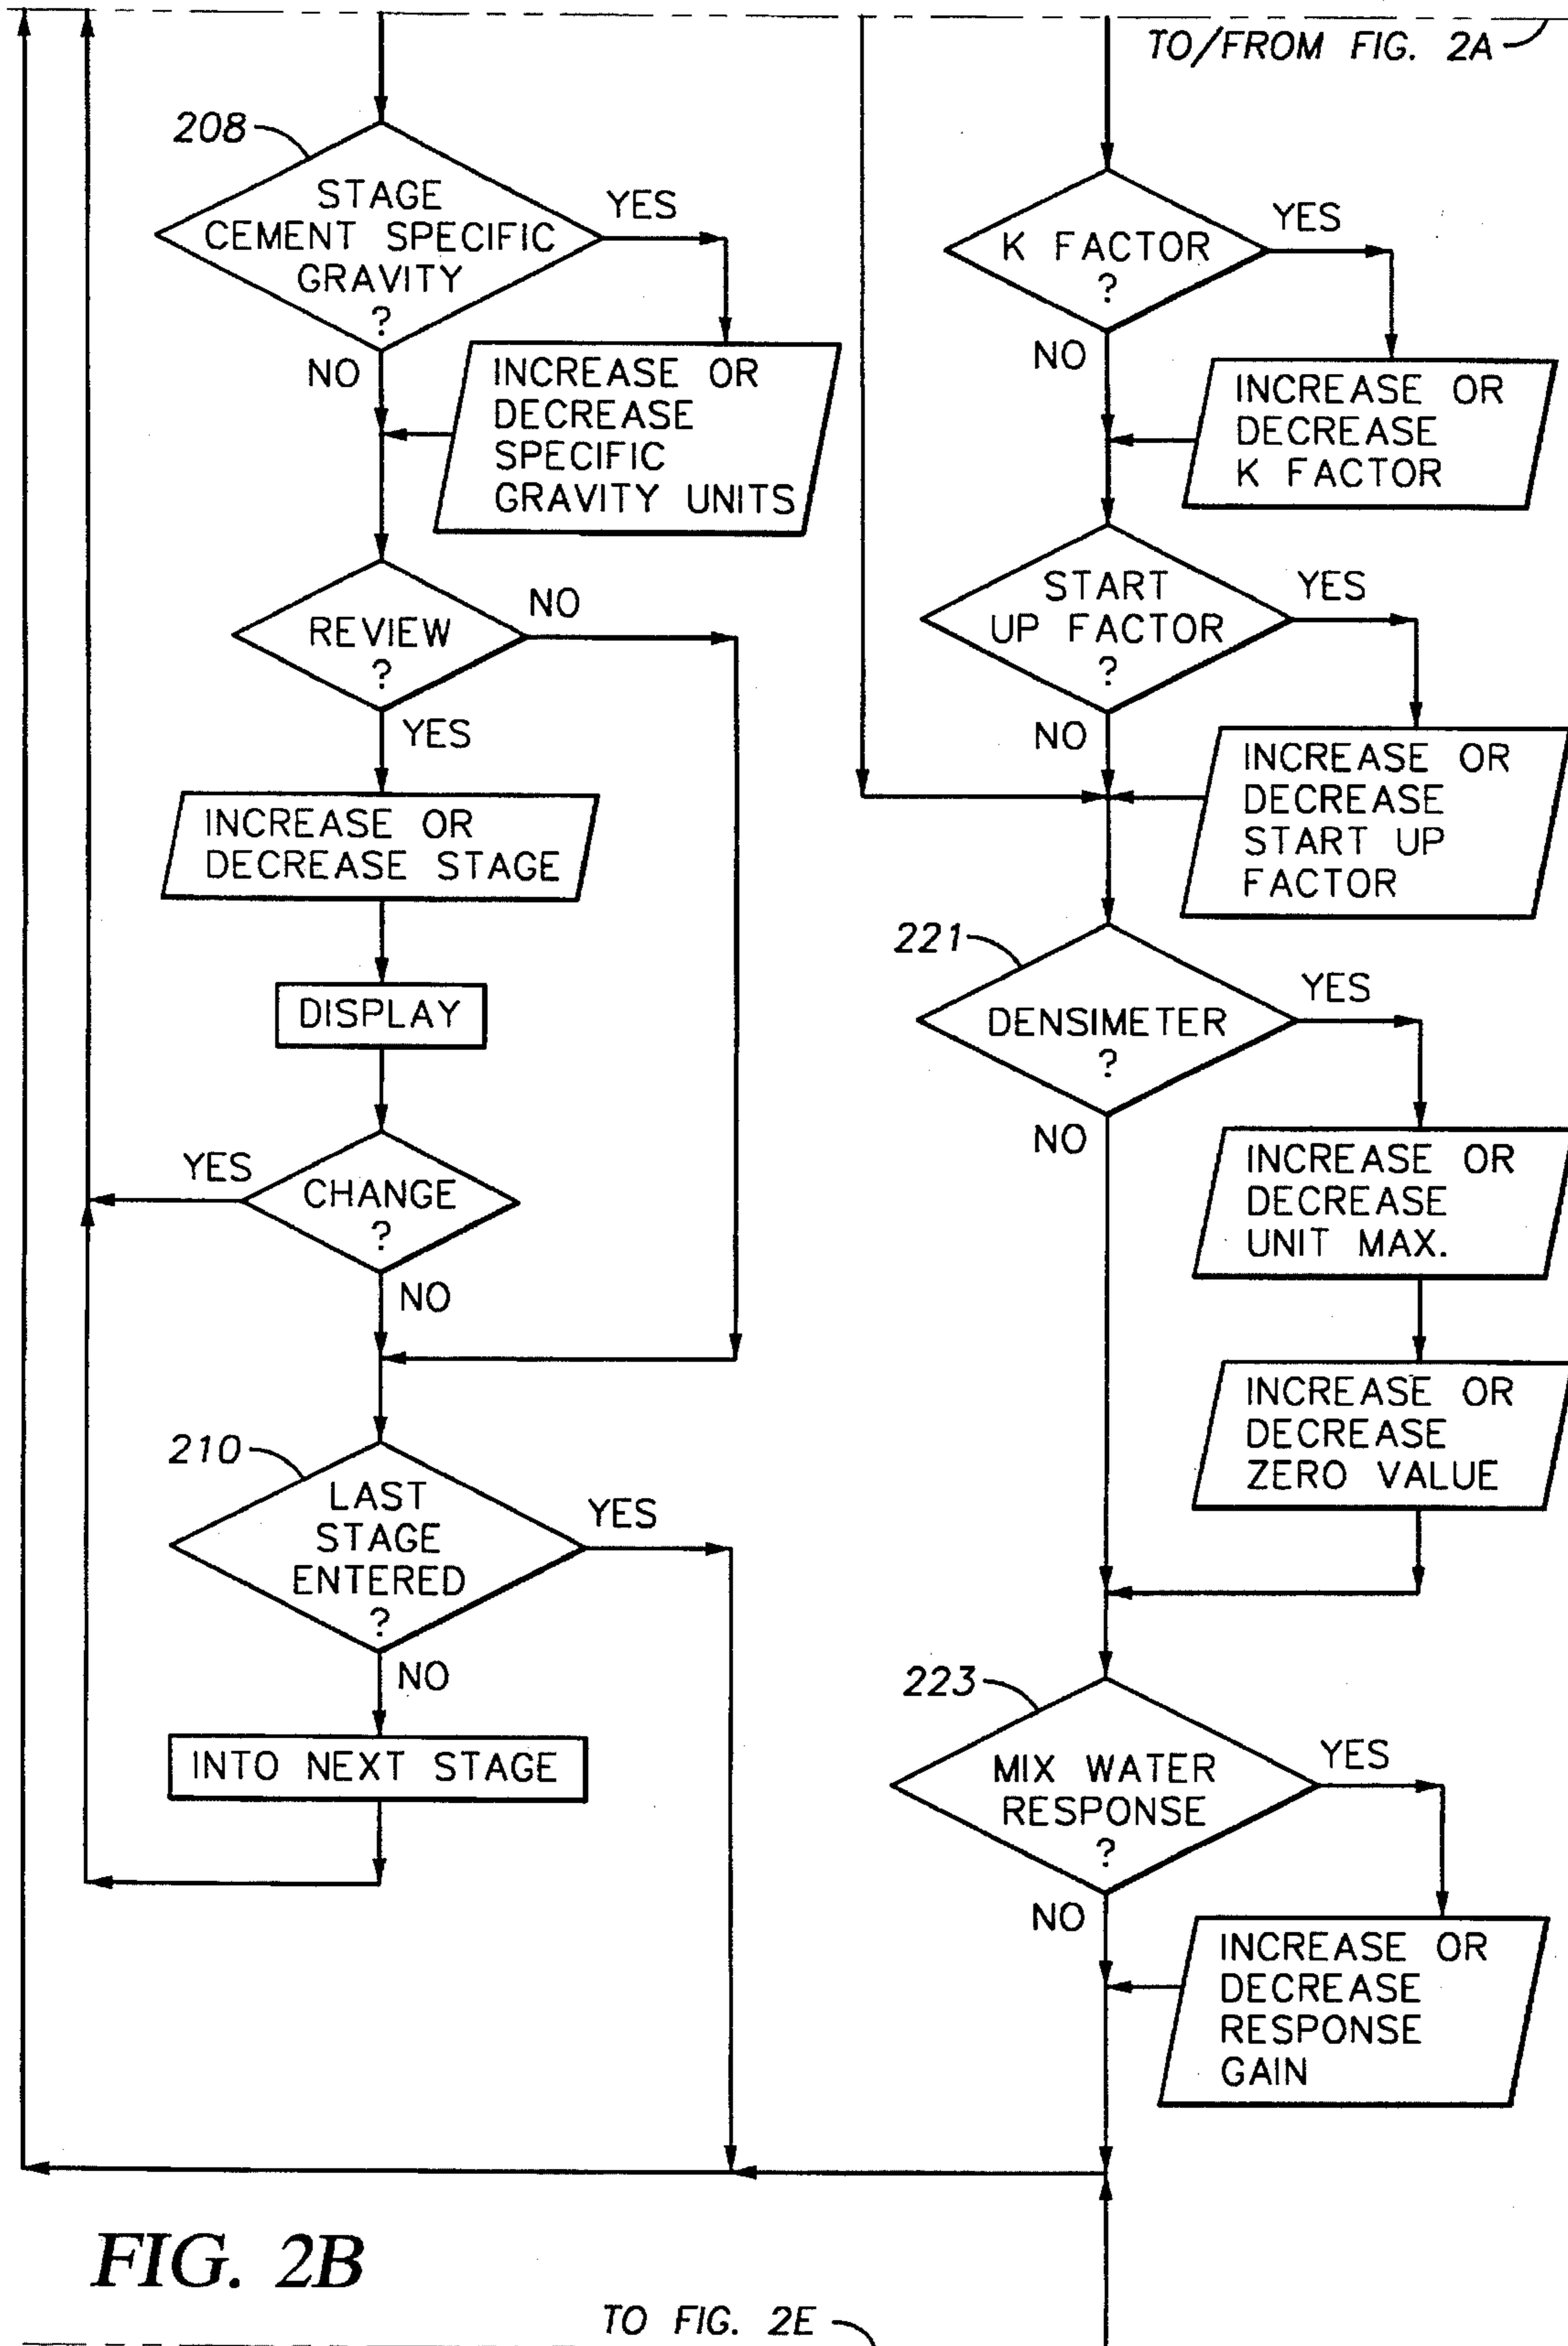 TO/FROM FIG. 2A
208
STAGE
CEMENT SPECIFIC
GRAVITY
?
YES
NO
INCREASE OR
DECREASE
SPECIFIC
GRAVITY UNITS
REVIEW
?
NO
YES
INCREASE OR
DECREASE STAGE
DISPLAY
CHANGE
?
YES
NO
210
LAST
STAGE
ENTERED
?
YES
NO
INTO NEXT STAGE
K FACTOR
?
YES
NO
INCREASE OR
DECREASE
K FACTOR
START
UP FACTOR
?
YES
NO
INCREASE OR
DECREASE
START UP
FACTOR
221
DENSIMETER
?
YES
NO
INCREASE OR
DECREASE
UNIT MAX.
INCREASE OR
DECREASE
ZERO VALUE
223
MIX WATER
RESPONSE
?
YES
NO
INCREASE OR
DECREASE
RESPONSE
GAIN
FIG. 2B
TO FIG. 2E